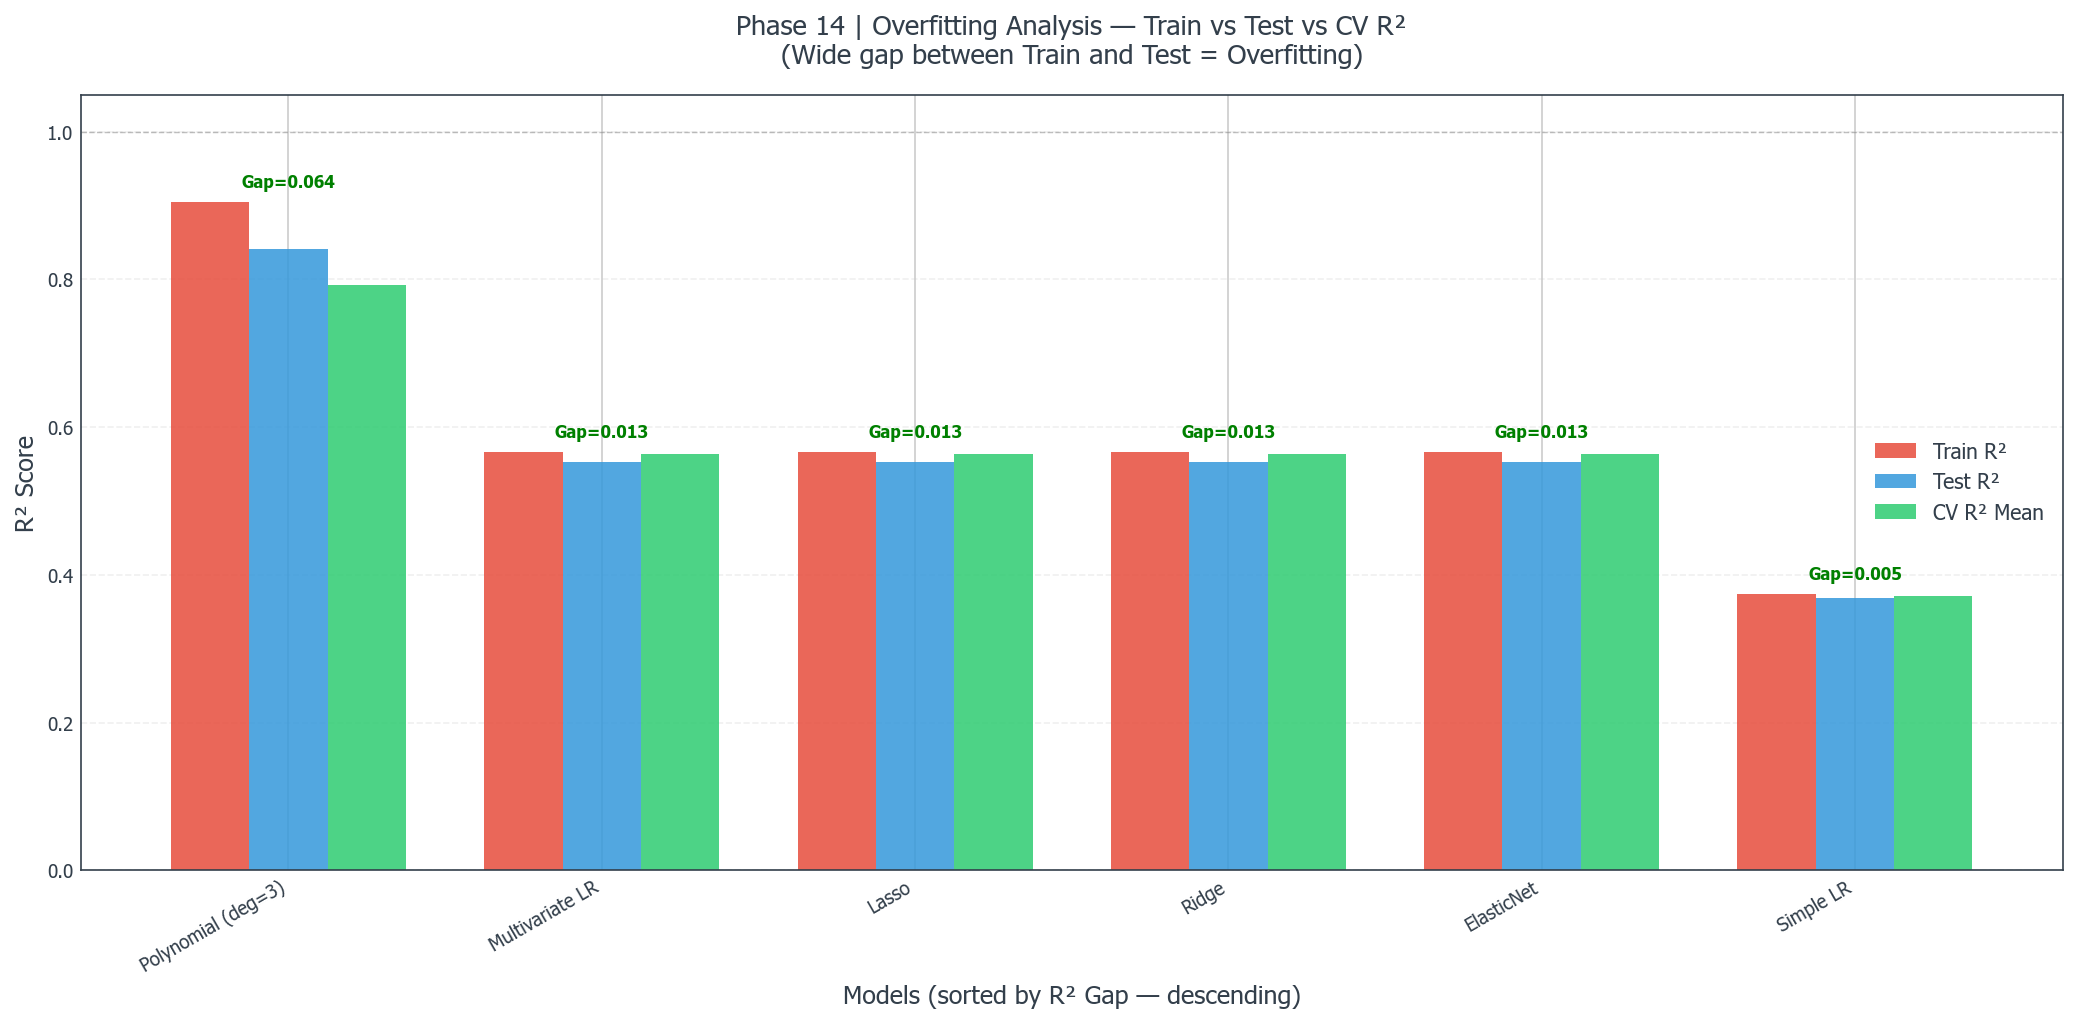 Phase 14 | Overfitting Analysis — Train vs Test vs CV R²
(Wide gap between Train and Test = Overfitting)
R² Score
1.0
0.8
0.6
0.4
0.2
0.0
Gap=0.064
Gap=0.013
Gap=0.013
Gap=0.013
Gap=0.013
Gap=0.005
Train R²
Test R²
CV R² Mean
Polynomial (deg=3)
Multivariate LR
Lasso
Ridge
ElasticNet
Simple LR
Models (sorted by R² Gap — descending)